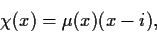 χ(x) = μ(x)(x − i),